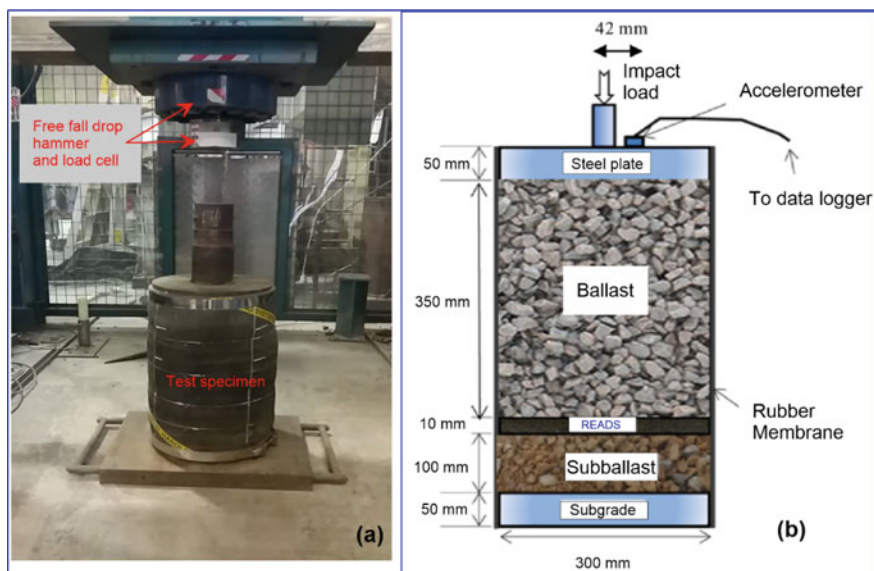 Free fall drop
hammer
and load cell
Test specimen
(a)
42 mm
Impact
load
Accelerometer
50 mm
Steel plate
To data logger
350 mm
Ballast
10 mm
READS
Rubber
Membrane
100 mm
Subballast
50 mm
Subgrade
(b)
300 mm